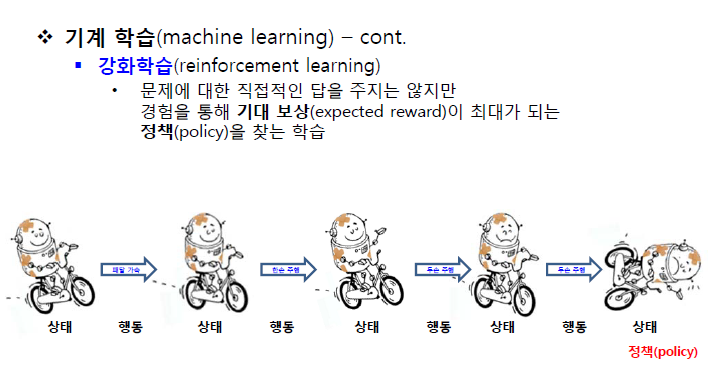 ❖ 기계 학습(machine learning) – cont.
▪ 강화학습(reinforcement learning)
• 문제에 대한 직접적인 답을 주지는 않지만
경험을 통해 기대 보상(expected reward)이 최대가 되는
정책(policy)을 찾는 학습
페달 가속 한손 주행 두손 주행 두손 주행
상태 행동 상태 행동 상태 행동 상태 행동 상태
정책(policy)